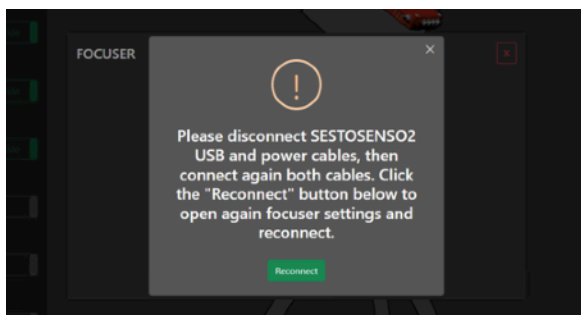 FOCUSER
×
x
Please disconnect SESTOSENSO2
USB and power cables, then
connect again both cables. Click
the "Reconnect" button below to
open again focuser settings and
reconnect.
Reconnect